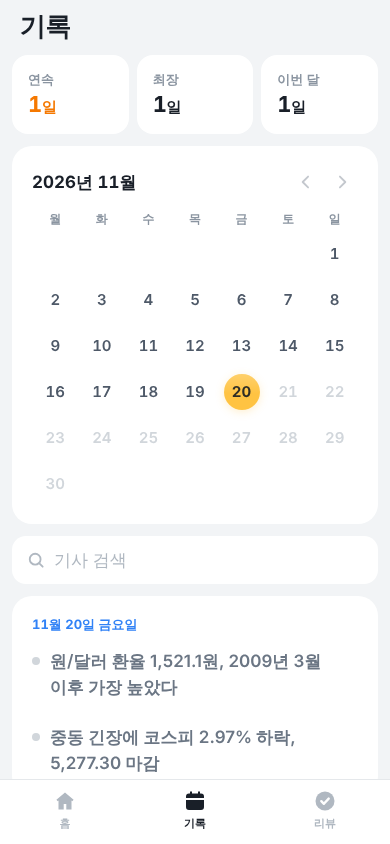 기록
연속 최장 이번 달
1일 1일 1일
2026년 11월
월 화 수 목 금 토 일
1
2 3 4 5 6 7 8
9 10 11 12 13 14 15
16 17 18 19 20 21 22
23 24 25 26 27 28 29
30
기사 검색
11월 20일 금요일
원/달러 환율 1,521.1원, 2009년 3월
이후 가장 높았다
중동 긴장에 코스피 2.97% 하락,
5,277.30 마감
홈 기록 리뷰